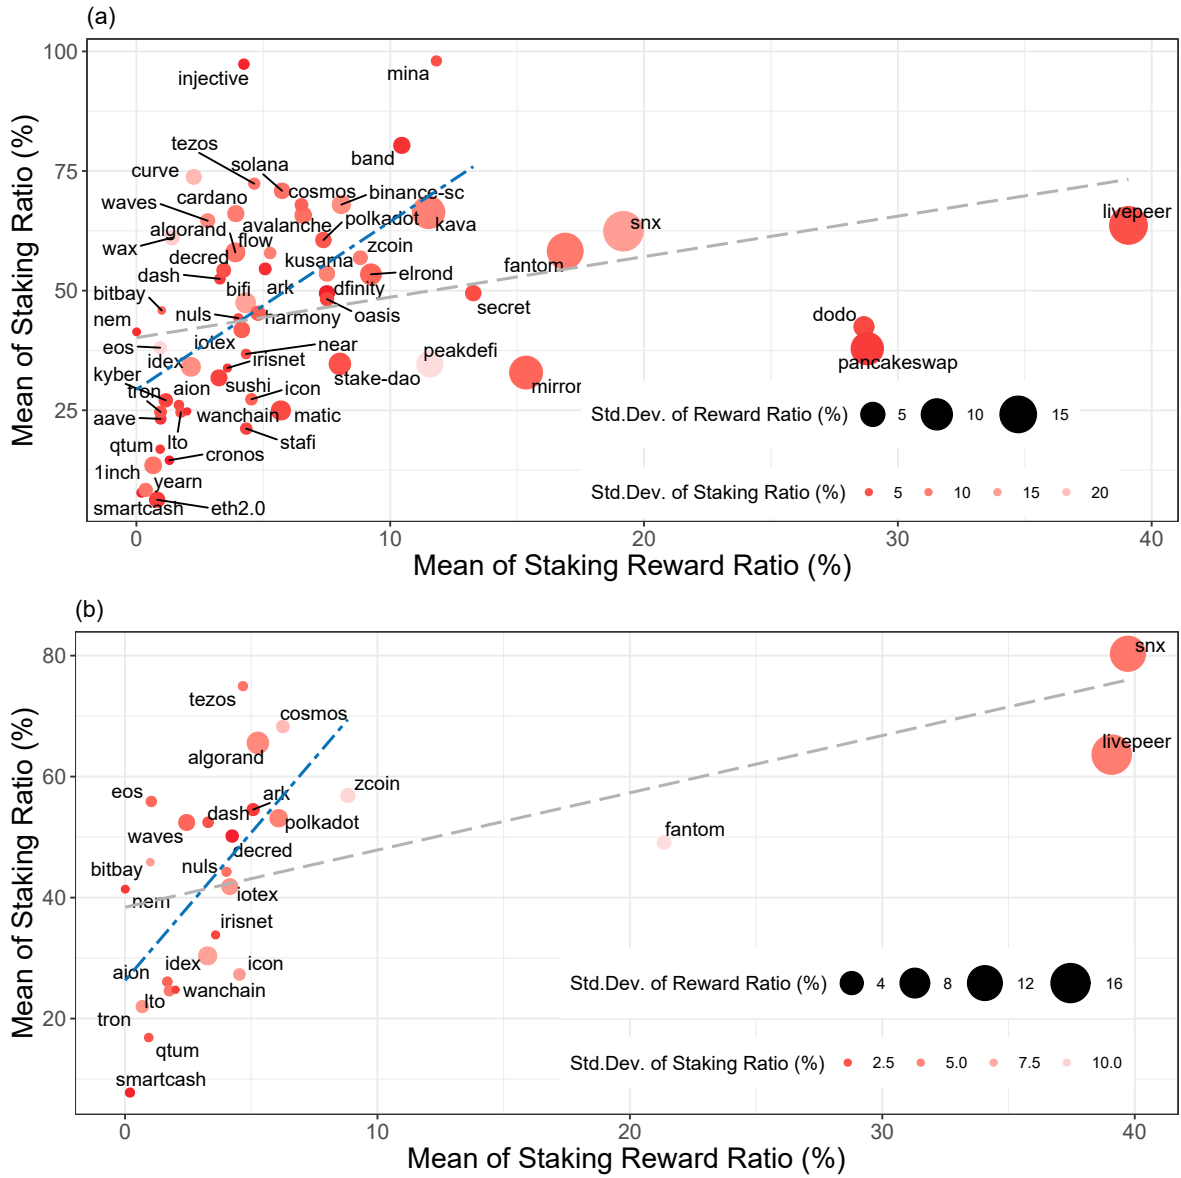 (a)
Mean of Staking Ratio (%)
100
75
50
25
injective
mina
tezos
band
curve
solana
cosmos
binance-sc
waves
cardano
algorand
avalanche
polkadot
kava
snx
livepeer
wax
flow
zcoin
decred
kusama
elrond
fantom
dash
bifi
ark
dfinity
bitbay
nuls
harmony
oasis
secret
dodo
nem
iotex
near
peakdefi
pancakeswap
eos
idex
irisnet
stake-dao
mirror
kyber
tron
aion
sushi
icon
aave
wanchain
matic
Std.Dev. of Reward Ratio (%)
5
10
15
qtum
lto
cronos
stafi
1inch
yearn
Std.Dev. of Staking Ratio (%)
5
10
15
20
smartcash
eth2.0
0
10
20
30
40
Mean of Staking Reward Ratio (%)
(b)
Mean of Staking Ratio (%)
80
60
40
20
snx
tezos
cosmos
livepeer
algorand
zcoin
eos
ark
dash
waves
polkadot
fantom
decred
bitbay
nuls
nem
iotex
irisnet
idex
icon
aion
wanchain
lto
tron
Std.Dev. of Reward Ratio (%)
4
8
12
16
qtum
Std.Dev. of Staking Ratio (%)
2.5
5.0
7.5
10.0
smartcash
0
10
20
30
40
Mean of Staking Reward Ratio (%)